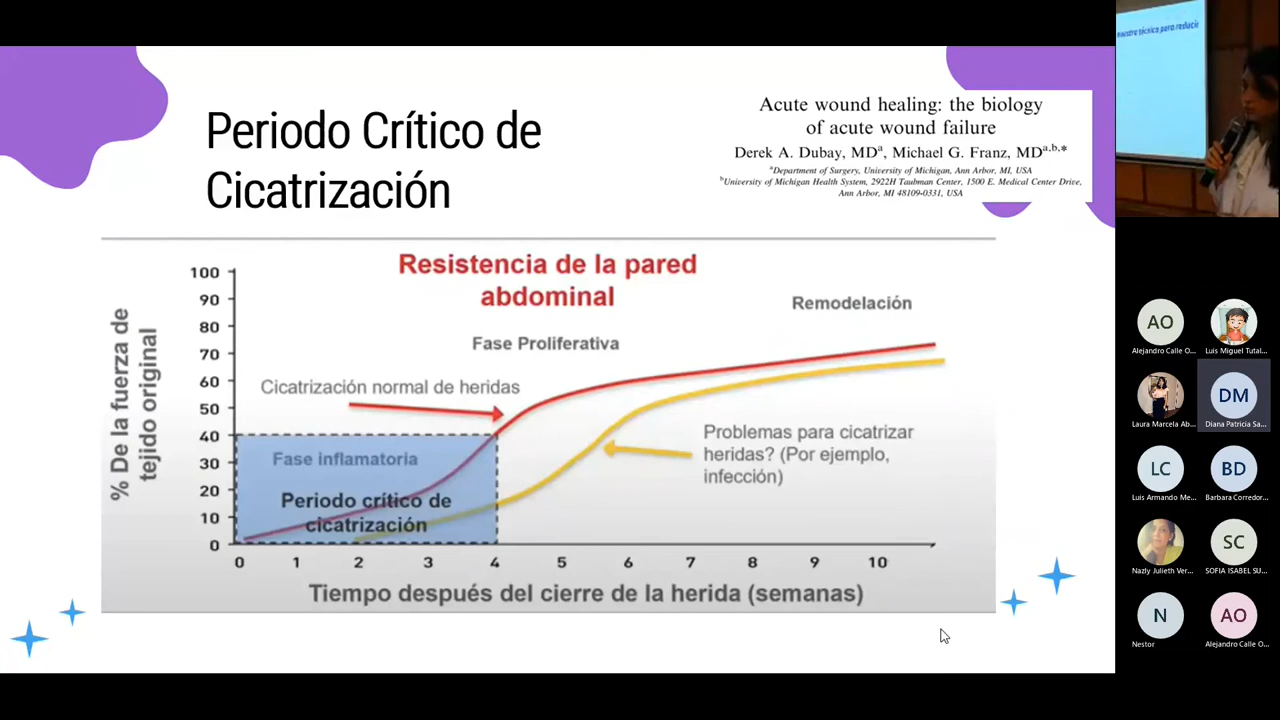 Periodo Crítico de
Cicatrización
Acute wound healing: the biology
of acute wound failure
Derek A. Dubay, MDᵃ, Michael G. Franz, MDᵃ,ᵇ,*
ᵃDepartment of Surgery, University of Michigan, Ann Arbor, MI, USA
ᵇUniversity of Michigan Health System, 2922H Taubman Center, 1500 E. Medical Center Drive,
Ann Arbor, MI 48109-0331, USA
Resistencia de la pared
abdominal
% De la fuerza de
tejido original
100
90
80
70
60
50
40
30
20
10
0
Remodelación
Fase Proliferativa
Cicatrización normal de heridas
Problemas para cicatrizar
heridas? (Por ejemplo,
infección)
Fase inflamatoria
Periodo crítico de
cicatrización
0 1 2 3 4 5 6 7 8 9 10
Tiempo después del cierre de la herida (semanas)
nuestra técnica para reducir
AO
Alejandro Calle O...
Luis Miguel Tutal...
Laura Marcela Ab...
DM
Diana Patricia Sa...
LC
Luis Armando Me...
BD
Barbara Corredor...
Nazly Julieth Ver...
SC
SOFIA ISABEL SU...
N
Nestor
AO
Alejandro Calle O...